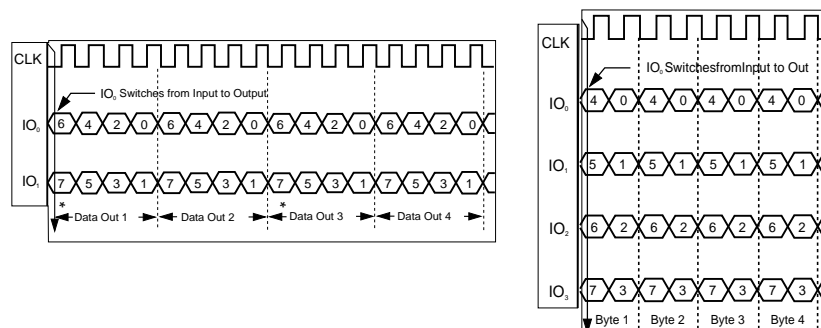 CLK
IO₀ Switches from Input to Output
IO₀ 6 4 2 0 6 4 2 0 6 4 2 0 6 4 2 0
IO₁ 7 5 3 1 7 5 3 1 7 5 3 1 7 5 3 1
* *
Data Out 1 Data Out 2 Data Out 3 Data Out 4
CLK
IO₀ SwitchesfromInput to Out
IO₀ 4 0 4 0 4 0 4 0
IO₁ 5 1 5 1 5 1 5 1
IO₂ 6 2 6 2 6 2 6 2
IO₃ 7 3 7 3 7 3 7 3
Byte 1 Byte 2 Byte 3 Byte 4